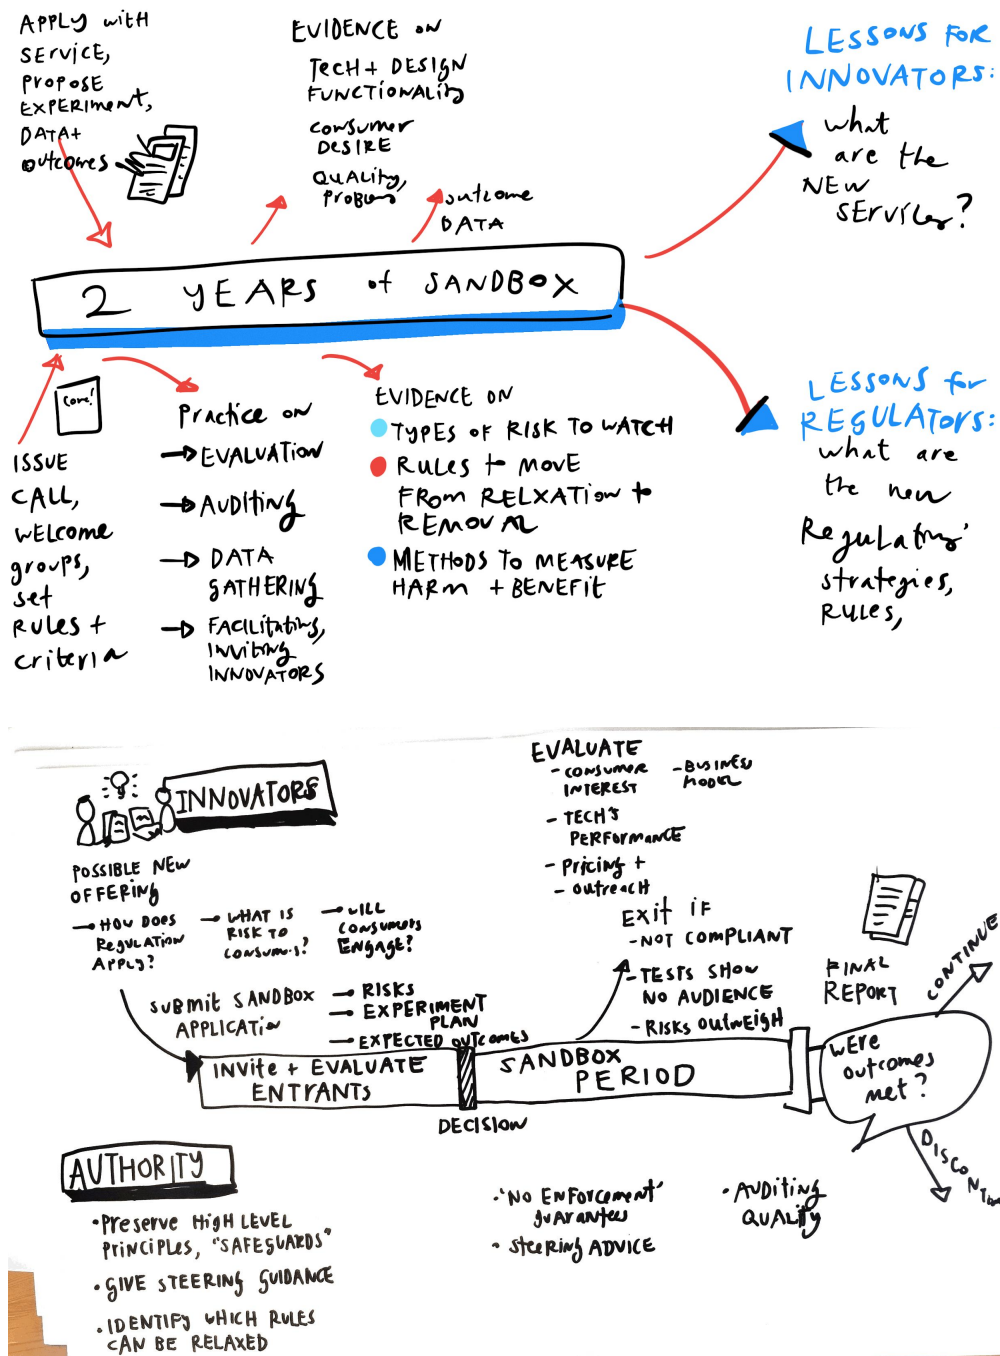 APPLY with
SERVICE,
PROPOSE
EXPERIMENT,
DATA+
outcomes
EVIDENCE ON
TECH + DESIGN
FUNCTIONALITY
CONSUMER
DESIRE
QUALITY,
PROBLEMS
outcome
DATA
LESSONS FOR
INNOVATORS:
what
are the
NEW
SERVICES?
2 YEARS of SANDBOX
Come!
ISSUE
CALL,
WELCOME
groups,
set
RULES +
criteria
Practice on
EVALUATION
AUDITING
DATA
GATHERING
FACILITATING,
INVITING
INNOVATORS
EVIDENCE ON
TYPES OF RISK TO WATCH
RULES to MOVE
FROM RELXATION to
REMOVAL
METHODS TO MEASURE
HARM + BENEFIT
LESSONS for
REGULATORS:
what are
the new
Regulatory
strategies,
RULES,
INNOVATORS
POSSIBLE NEW
OFFERING
HOW DOES
REGULATION
APPLY?
WHAT IS
RISK TO
CONSUMERS?
WILL
CONSUMERS
ENGAGE?
SUBMIT SANDBOX
APPLICATION
RISKS
EXPERIMENT
PLAN
EXPECTED OUTCOMES
EVALUATE
- CONSUMER
INTEREST
- BUSINESS
MODEL
- TECH'S
PERFORMANCE
- Pricing +
- outreach
Exit IF
- NOT COMPLIANT
- TESTS SHOW
NO AUDIENCE
- RISKS OUTWEIGH
FINAL
REPORT
CONTINUE
INVITE + EVALUATE
ENTRANTS
SANDBOX
PERIOD
WERE
OUTCOMES
MET?
DECISION
DISCONTINUE
AUTHORITY
• PRESERVE HIGH LEVEL
PRINCIPLES, "SAFEGUARDS"
• GIVE STEERING GUIDANCE
• IDENTIFY WHICH RULES
CAN BE RELAXED
• 'NO ENFORCEMENT'
guarantees
• Steering ADVICE
• AUDITING
QUALITY